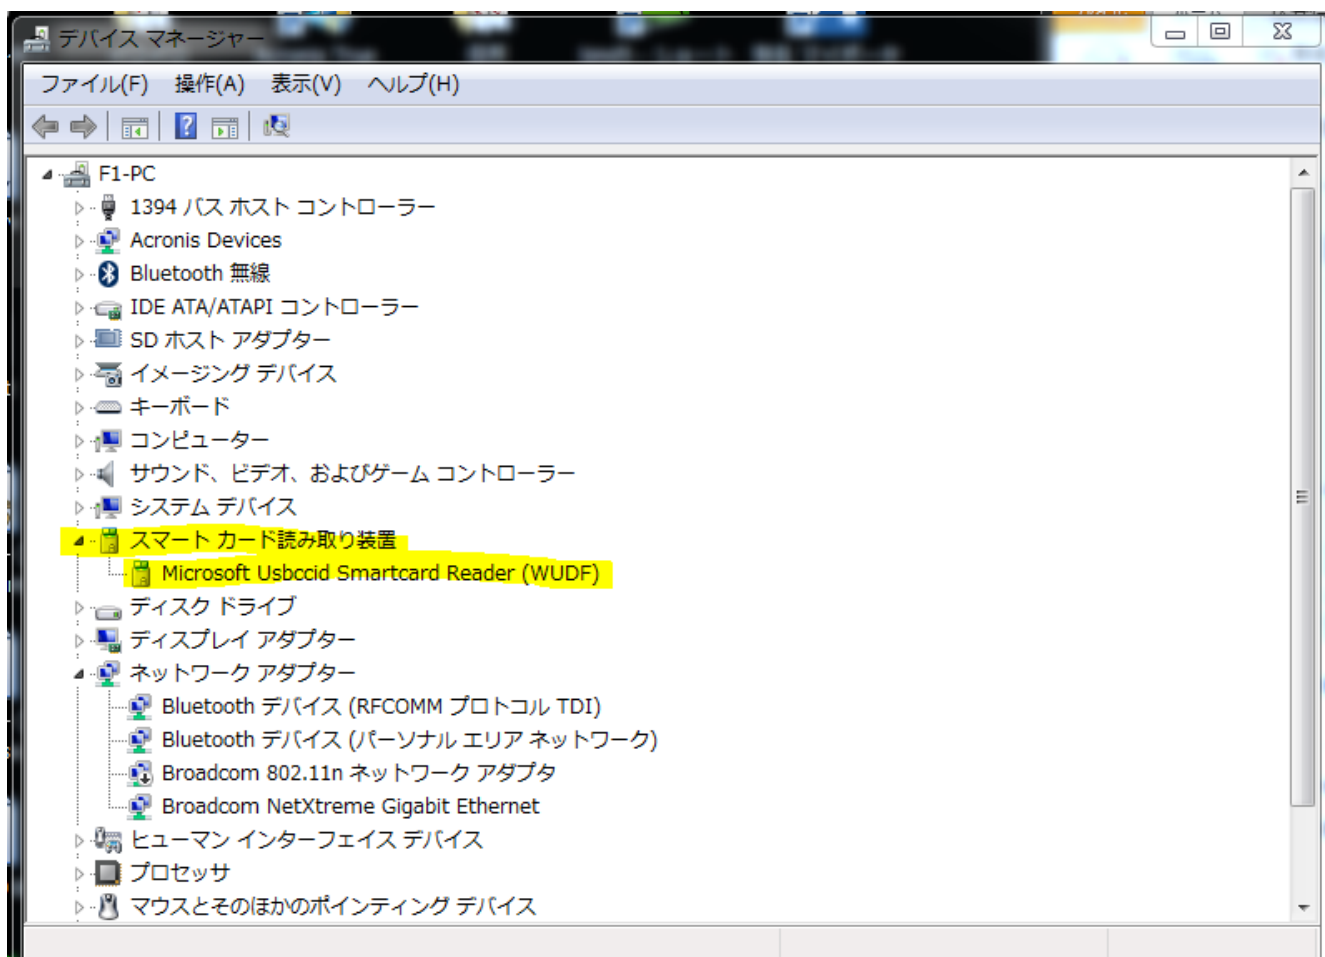 デバイス マネージャー
ファイル(F) 操作(A) 表示(V) ヘルプ(H)
F1-PC
1394 バス ホスト コントローラー
Acronis Devices
Bluetooth 無線
IDE ATA/ATAPI コントローラー
SD ホスト アダプター
イメージング デバイス
キーボード
コンピューター
サウンド、ビデオ、およびゲーム コントローラー
システム デバイス
スマート カード読み取り装置
Microsoft Usbccid Smartcard Reader (WUDF)
ディスク ドライブ
ディスプレイ アダプター
ネットワーク アダプター
Bluetooth デバイス (RFCOMM プロトコル TDI)
Bluetooth デバイス (パーソナル エリア ネットワーク)
Broadcom 802.11n ネットワーク アダプタ
Broadcom NetXtreme Gigabit Ethernet
ヒューマン インターフェイス デバイス
プロセッサ
マウスとそのほかのポインティング デバイス